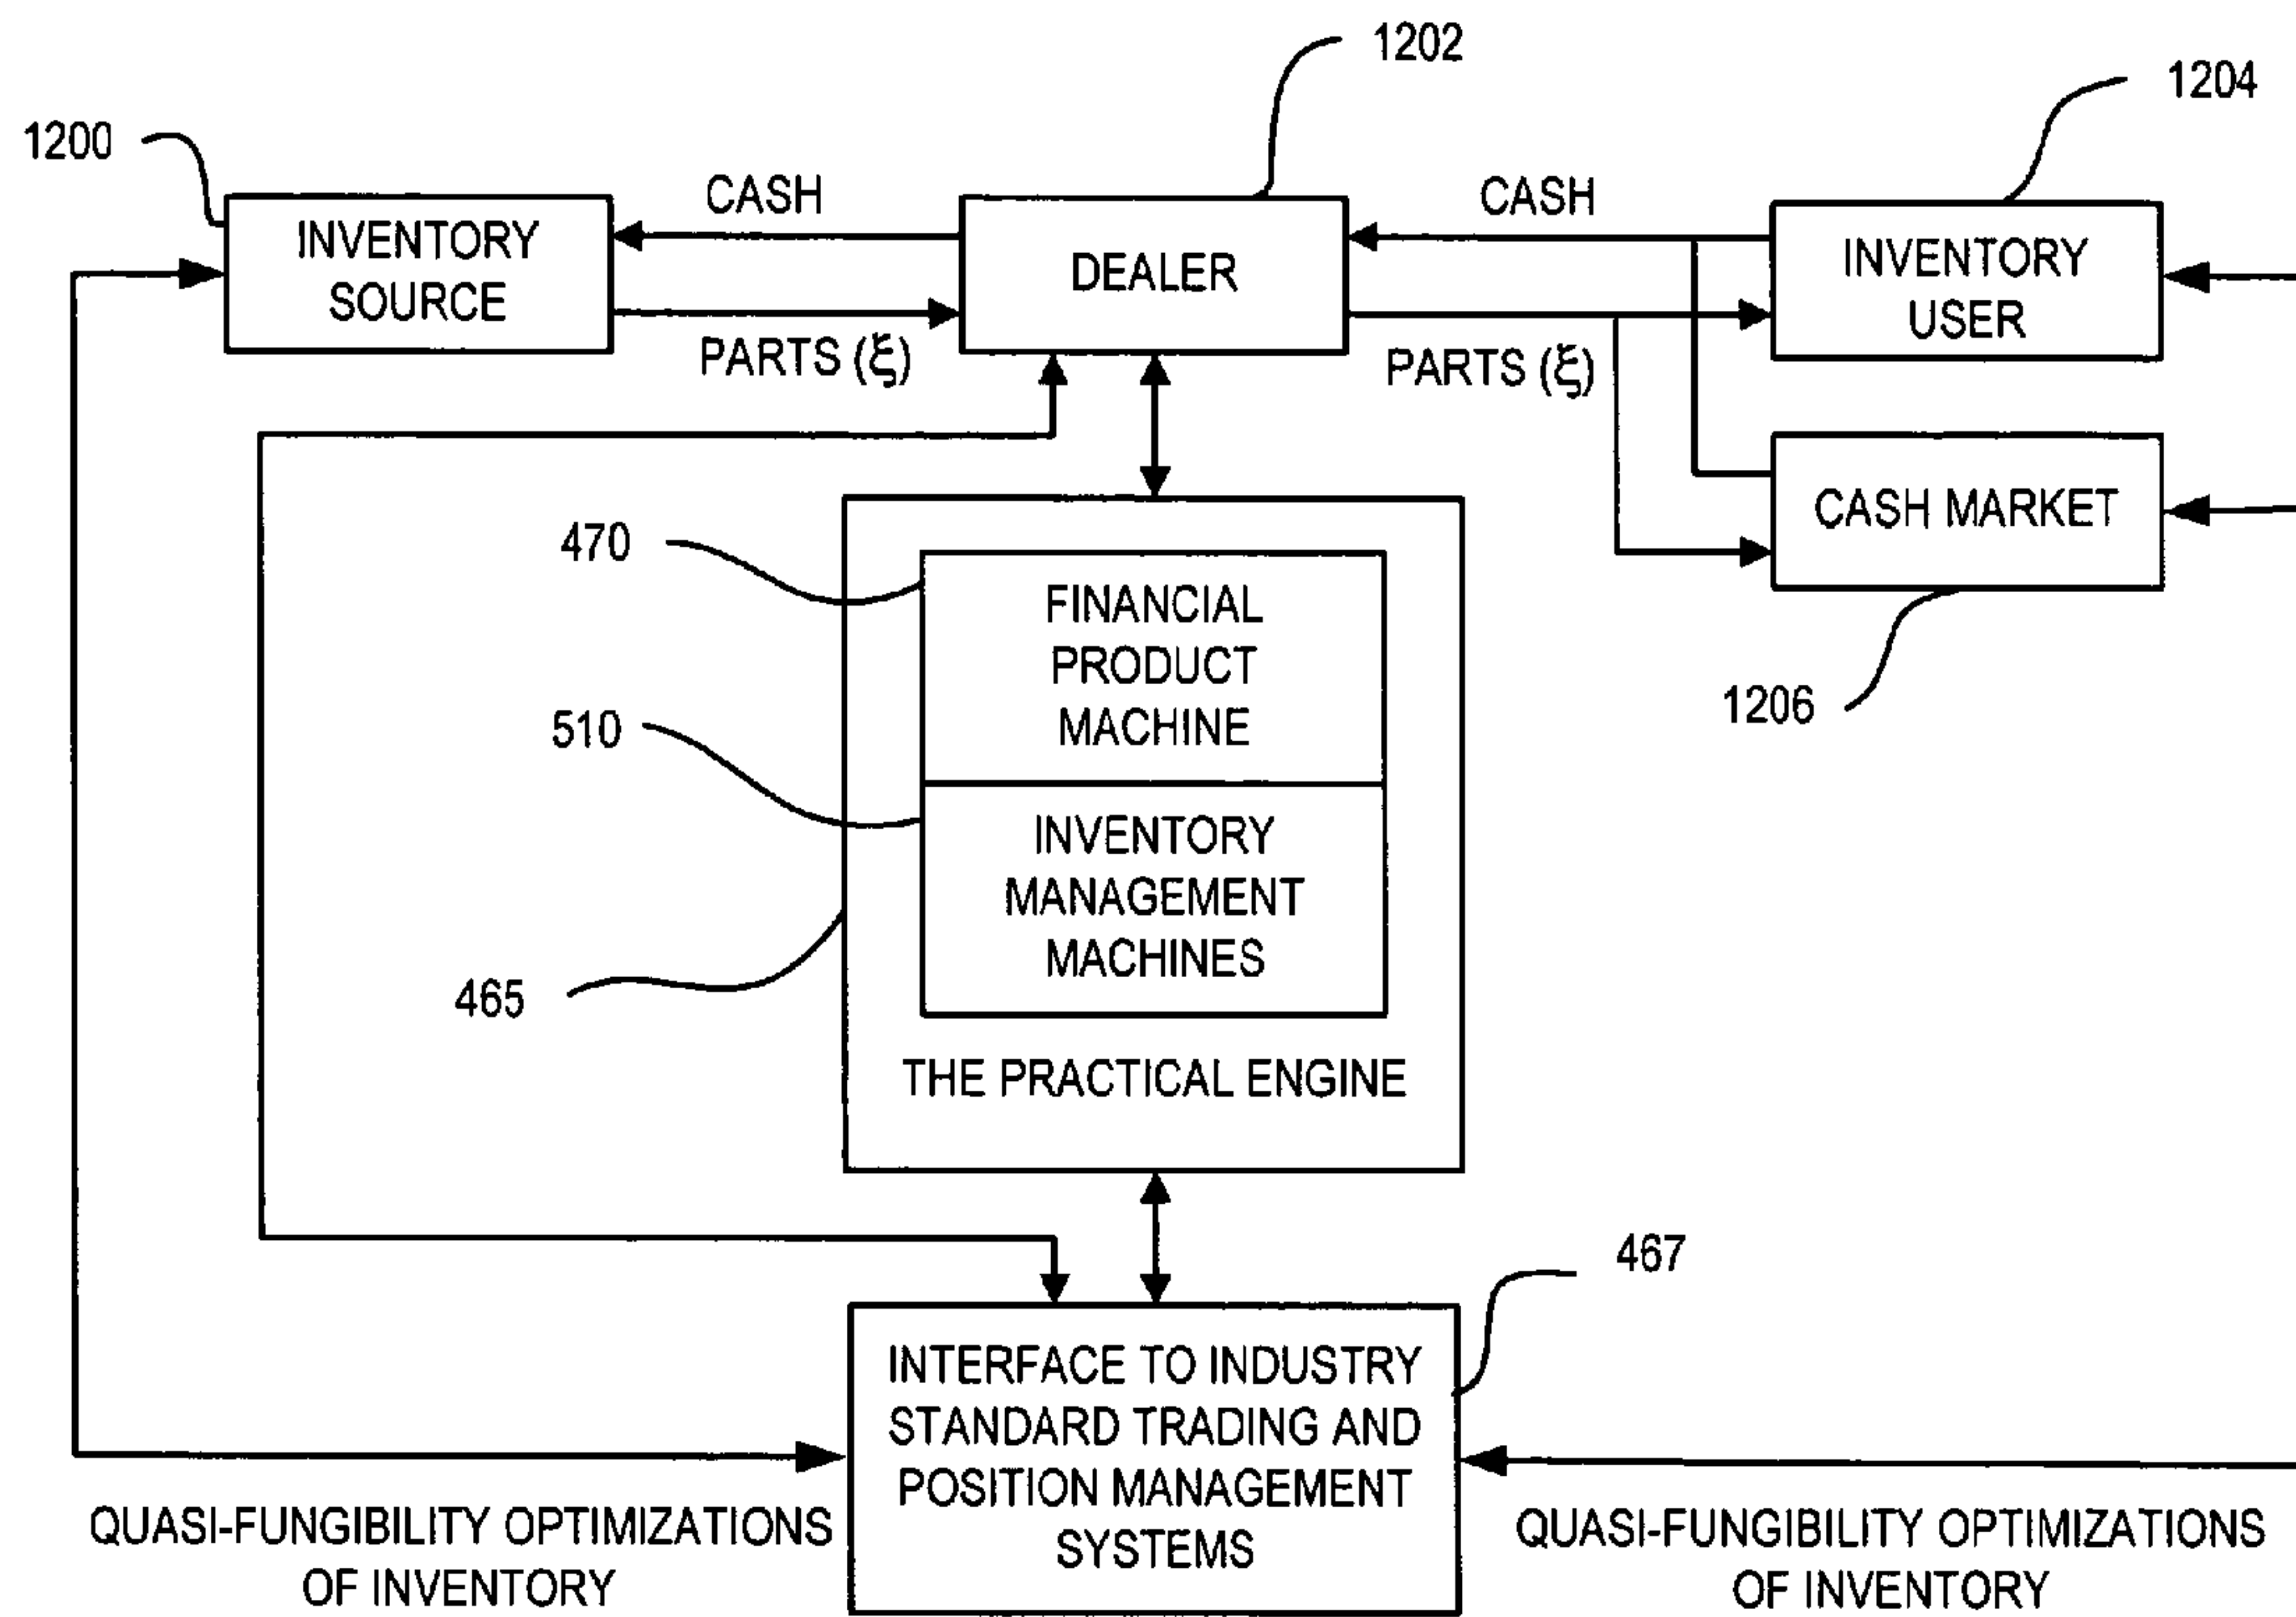 1202
1204
1200
CASH
CASH
INVENTORY
SOURCE
DEALER
INVENTORY
USER
PARTS (ξ)
PARTS (ξ)
CASH MARKET
470
FINANCIAL
PRODUCT
MACHINE
1206
510
INVENTORY
MANAGEMENT
MACHINES
465
THE PRACTICAL ENGINE
467
INTERFACE TO INDUSTRY
STANDARD TRADING AND
POSITION MANAGEMENT
SYSTEMS
QUASI-FUNGIBILITY OPTIMIZATIONS
OF INVENTORY
QUASI-FUNGIBILITY OPTIMIZATIONS
OF INVENTORY